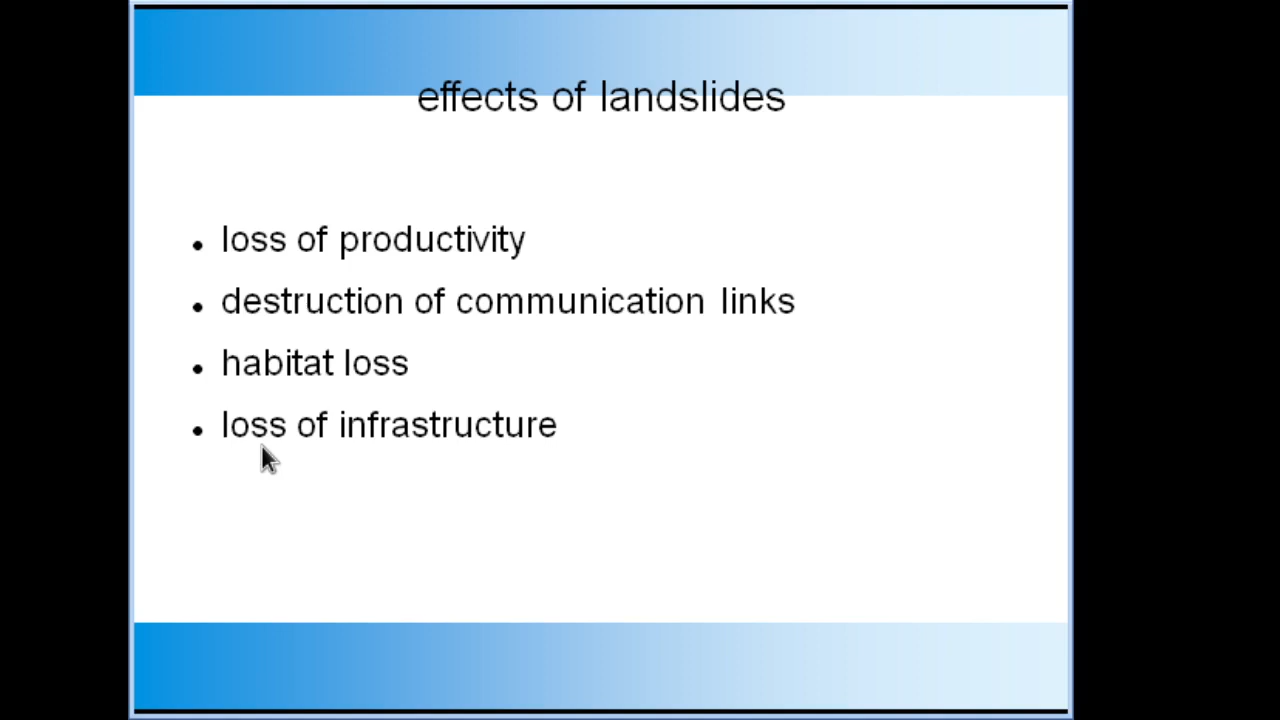 effects of landslides
loss of productivity
destruction of communication links
habitat loss
loss of infrastructure